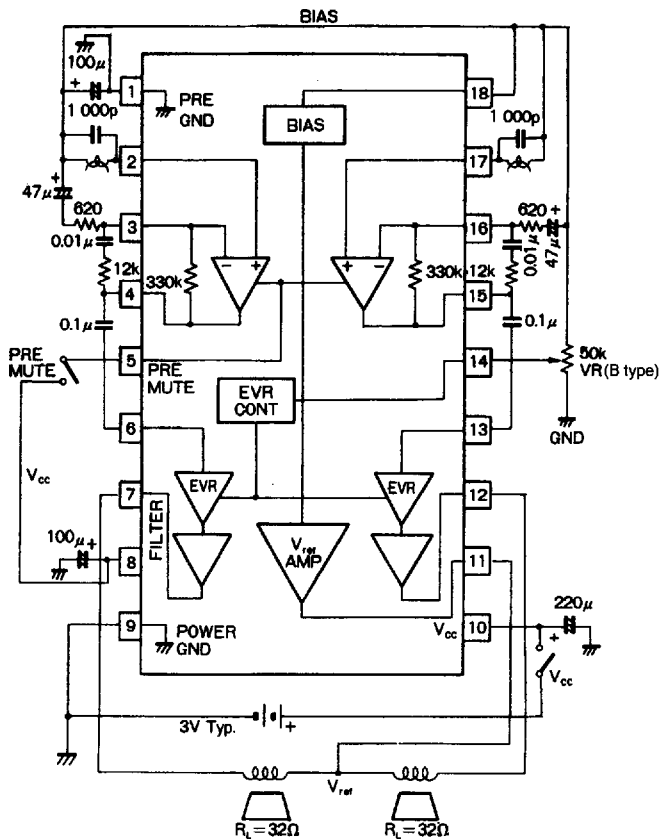 BIAS
100μ
+
1
PRE
GND
18
1 000p
BIAS
1 000p
2
17
47μ
+
620
3
16
620
+
0.01μ
0.01μ
47μ
12k
330k
−
+
+
−
330k
12k
4
15
0.1μ
0.1μ
PRE
MUTE
5
PRE
MUTE
14
50k
VR(B type)
EVR
CONT
GND
6
13
Vcc
7
FILTER
EVR
EVR
12
100μ
+
8
Vref
AMP
11
9
POWER
GND
Vcc
10
220μ
+
Vcc
3V Typ.
+
Vref
RL=32Ω
RL=32Ω